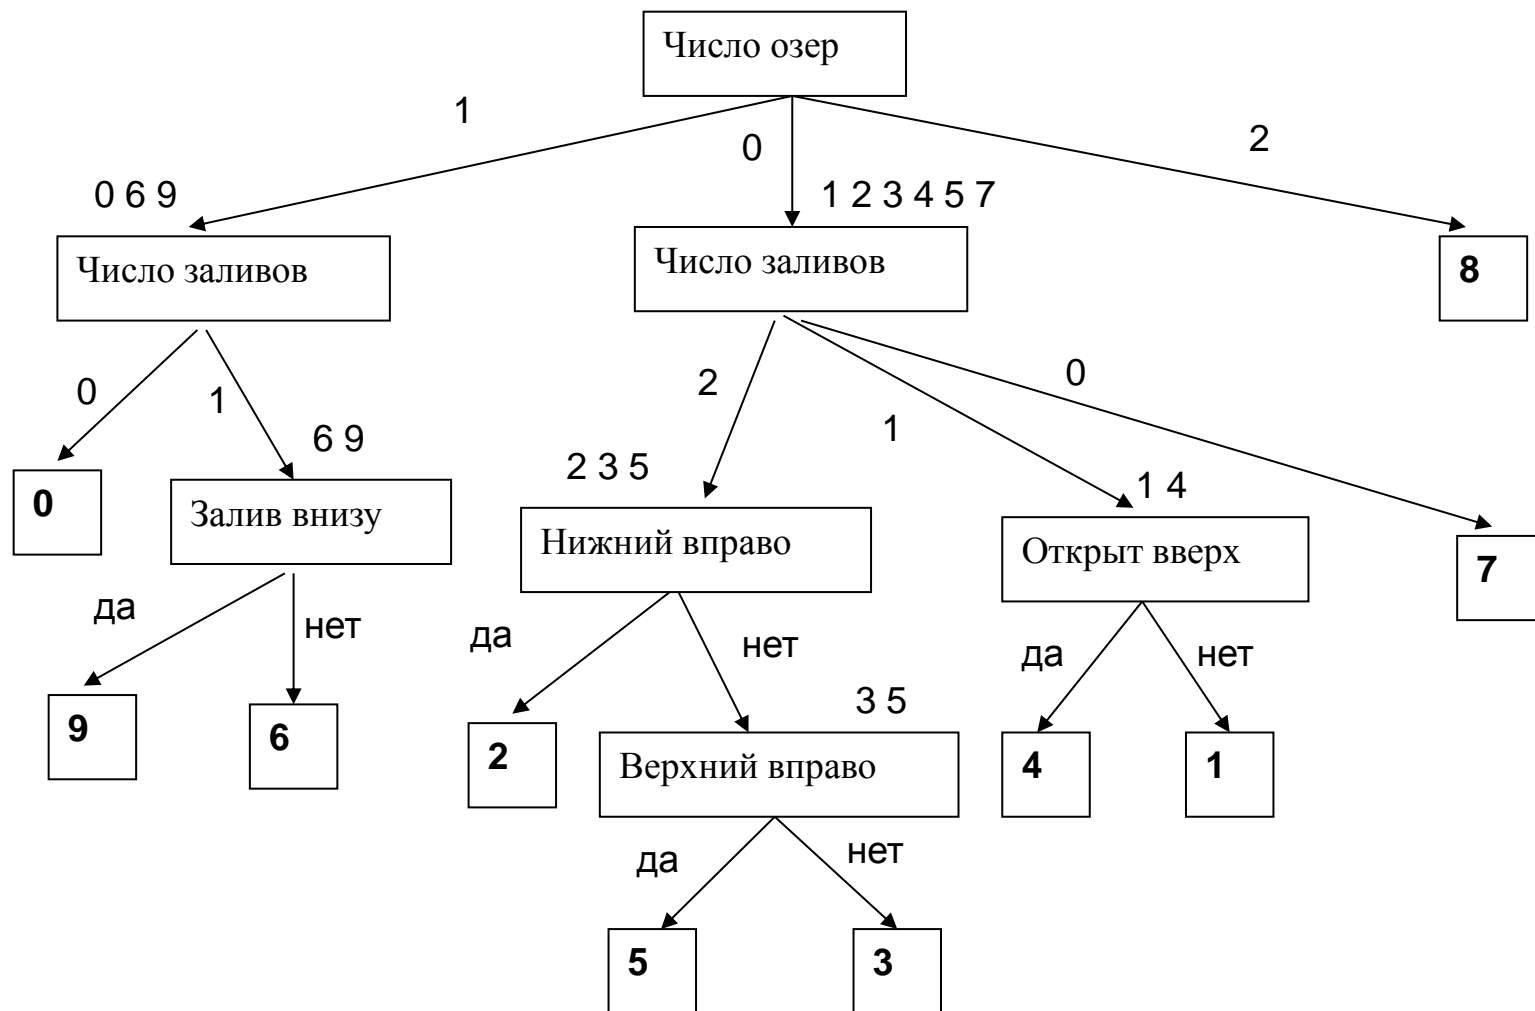 Число озер
1
0
2
0 6 9
1 2 3 4 5 7
Число заливов
Число заливов
8
0
1
2
1
0
6 9
2 3 5
1 4
0
Залив внизу
Нижний вправо
Открыт вверх
7
да
нет
да
нет
да
нет
9
6
2
3 5
Верхний вправо
4
1
да
нет
5
3